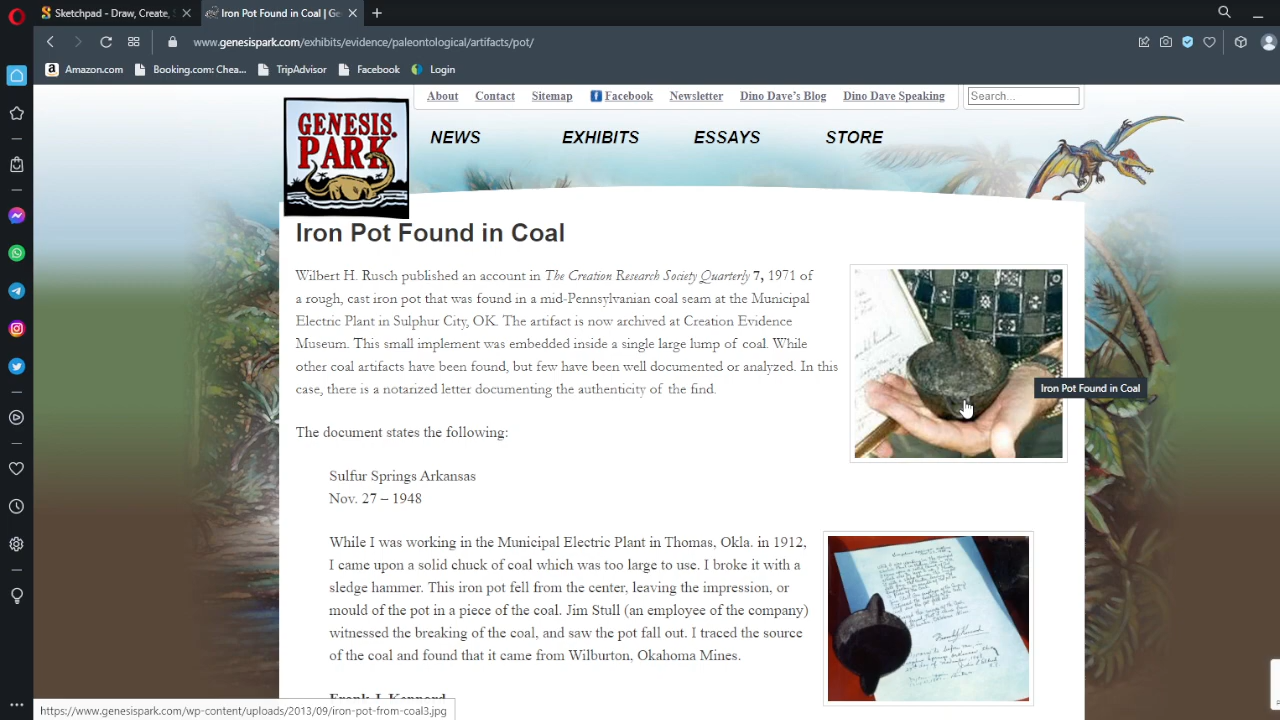 Sketchpad - Draw, Create,
Iron Pot Found in Coal | Ge
www.genesispark.com/exhibits/evidence/paleontological/artifacts/pot/
Amazon.com Booking.com: Chea... TripAdvisor Facebook Login
About Contact Sitemap Facebook Newsletter Dino Dave's Blog Dino Dave Speaking Search...
GENESIS
PARK
NEWS EXHIBITS ESSAYS STORE
Iron Pot Found in Coal
Wilbert H. Rusch published an account in The Creation Research Society Quarterly 7, 1971 of
a rough, cast iron pot that was found in a mid-Pennsylvanian coal seam at the Municipal
Electric Plant in Sulphur City, OK. The artifact is now archived at Creation Evidence
Museum. This small implement was embedded inside a single large lump of coal. While
other coal artifacts have been found, but few have been well documented or analyzed. In this
case, there is a notarized letter documenting the authenticity of the find.
Iron Pot Found in Coal
The document states the following:
Sulfur Springs Arkansas
Nov. 27 – 1948
While I was working in the Municipal Electric Plant in Thomas, Okla. in 1912,
I came upon a solid chuck of coal which was too large to use. I broke it with a
sledge hammer. This iron pot fell from the center, leaving the impression, or
mould of the pot in a piece of the coal. Jim Stull (an employee of the company)
witnessed the breaking of the coal, and saw the pot fall out. I traced the source
of the coal and found that it came from Wilburton, Okahoma Mines.
Frank J. Kennord
https://www.genesispark.com/wp-content/uploads/2013/09/iron-pot-from-coal3.jpg